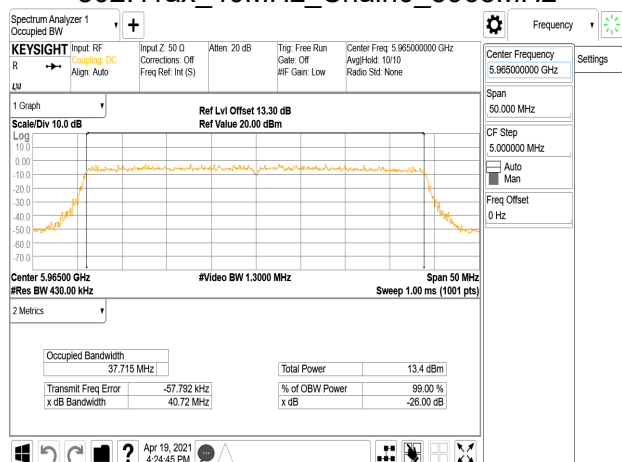 Spectrum Analyzer 1
Occupied BW
Frequency
KEYSIGHT
Input: RF
Coupling: DC
Align: Auto
Input Z: 50 Ω
Corrections: Off
Freq Ref: Int (S)
Atten: 20 dB
Trig: Free Run
Gate: Off
#IF Gain: Low
Center Freq: 5.965000000 GHz
Avg|Hold: 10/10
Radio Std: None
R
LXI
Center Frequency
5.965000000 GHz
Settings
Span
50.000 MHz
CF Step
5.000000 MHz
Auto
Man
Freq Offset
0 Hz
1 Graph
Scale/Div 10.0 dB
Ref Lvl Offset 13.30 dB
Ref Value 20.00 dBm
Log
10.0
0.00
-10.0
-20.0
-30.0
-40.0
-50.0
-60.0
-70.0
Center 5.96500 GHz
#Video BW 1.3000 MHz
Span 50 MHz
#Res BW 430.00 kHz
Sweep 1.00 ms (1001 pts)
2 Metrics
Occupied Bandwidth
37.715 MHz
Total Power 13.4 dBm
Transmit Freq Error -57.792 kHz
% of OBW Power 99.00 %
x dB Bandwidth 40.72 MHz
x dB -26.00 dB
Apr 19, 2021
4:24:45 PM